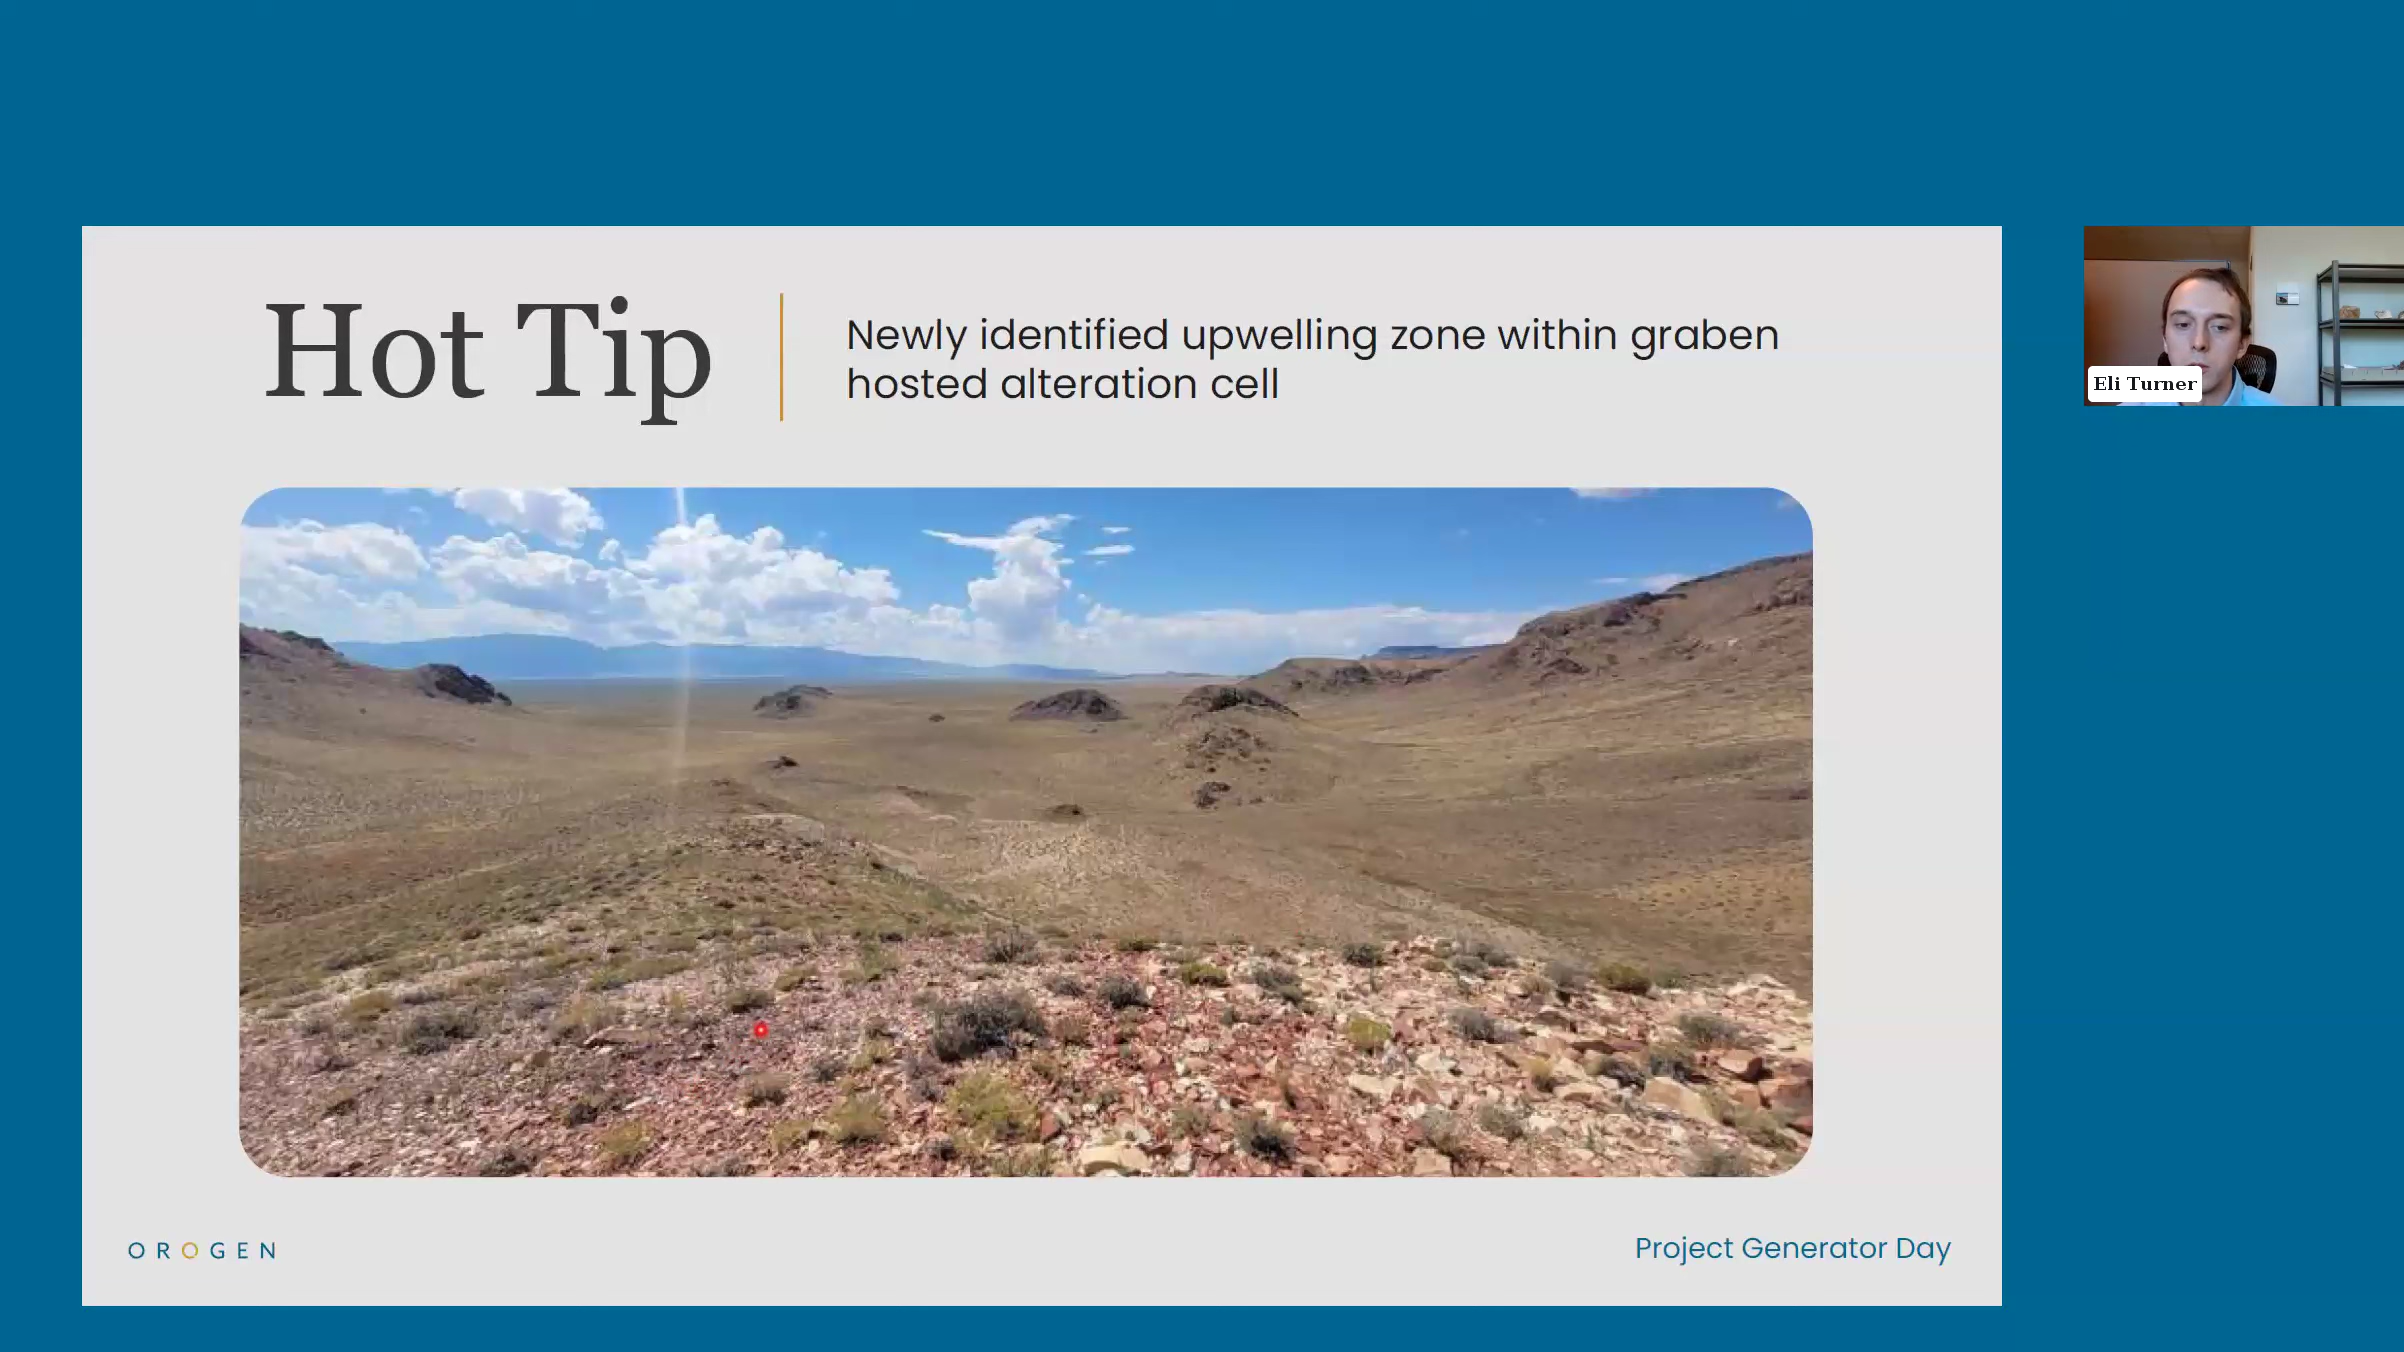 Hot Tip
Newly identified upwelling zone within graben
hosted alteration cell
Eli Turner
OROGEN
Project Generator Day